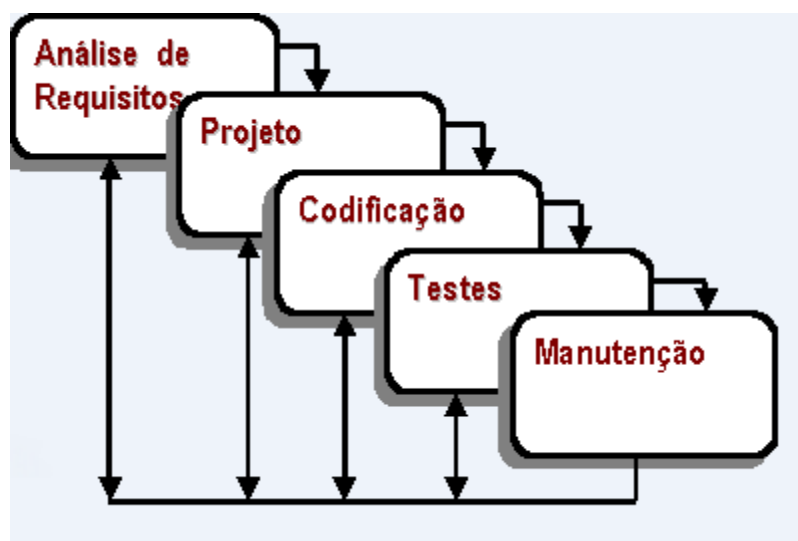 Análise de
Requisitos
Projeto
Codificação
Testes
Manutenção